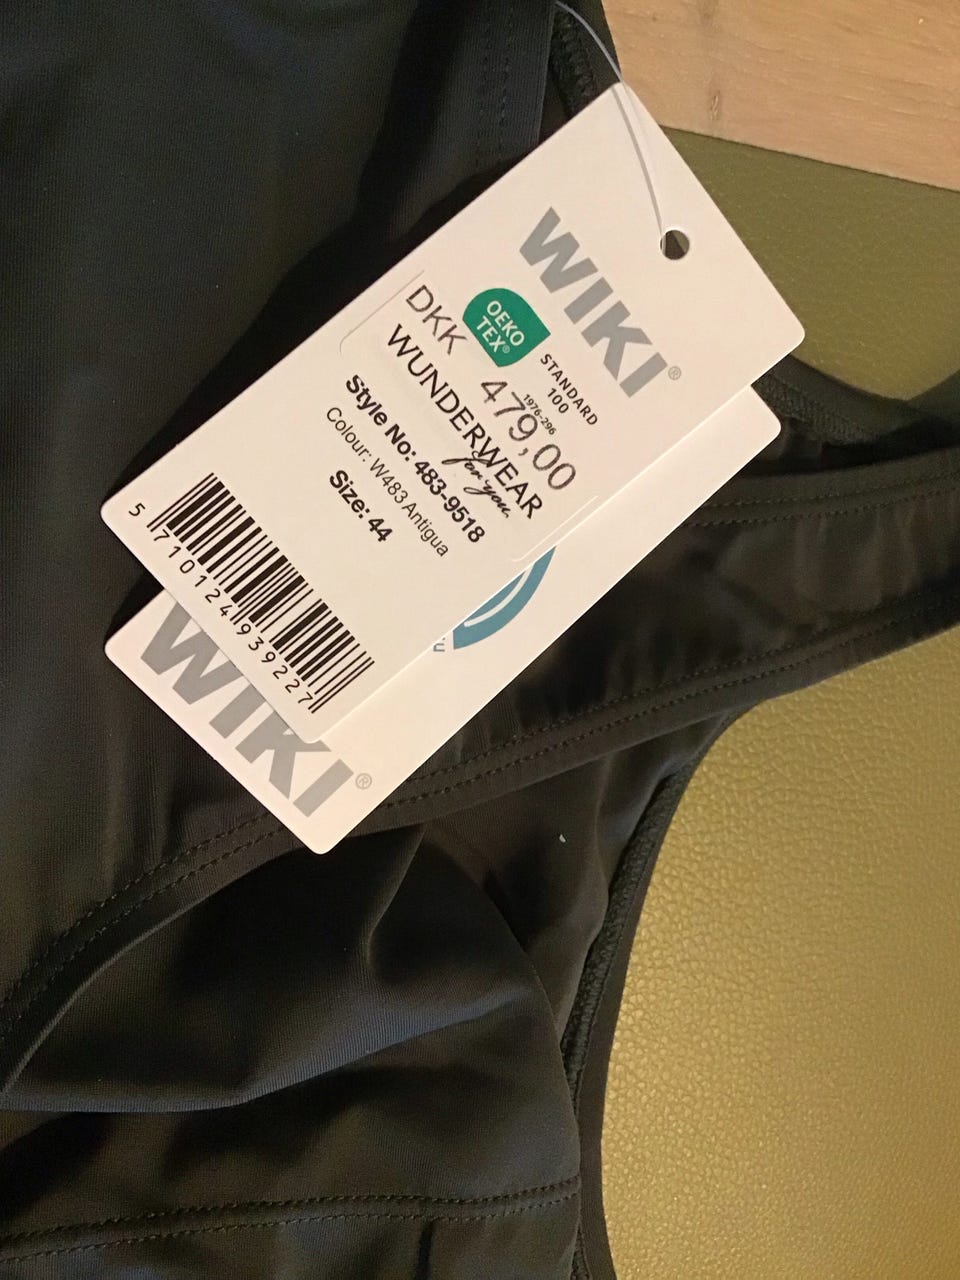 WIKI®
OEKO
TEX®
STANDARD
100
1976-296
DKK 479,00
WUNDERWEAR
for you.
Style No: 483-9518
Colour: W483 Antigua
Size: 44
5 710124 939227
WIKI®